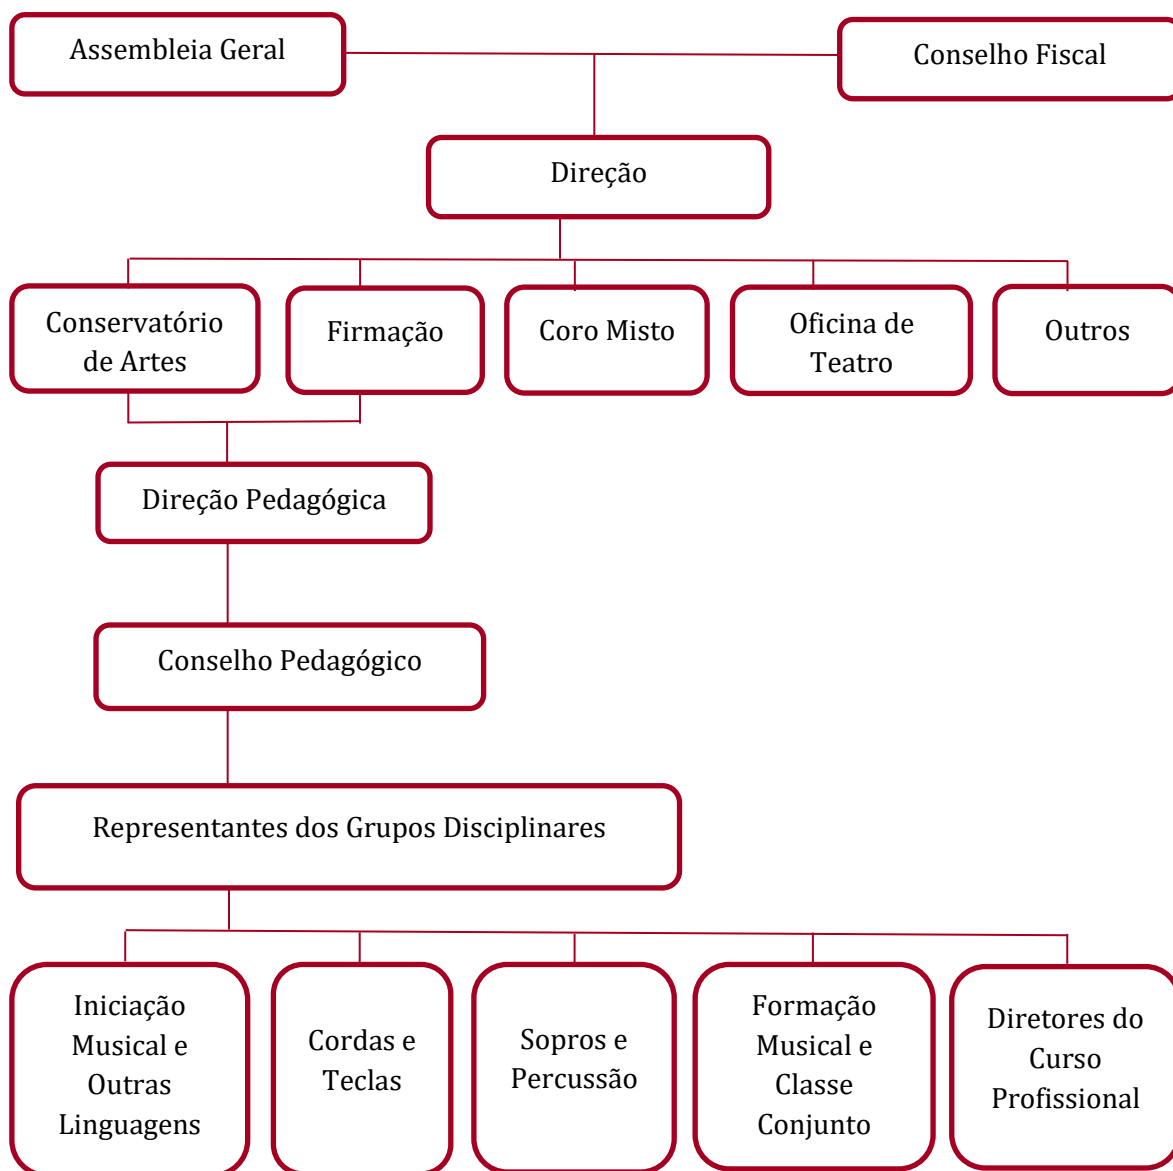 Assembleia Geral
Conselho Fiscal
Direção
Conservatório
de Artes
Firmação
Coro Misto
Oficina de
Teatro
Outros
Direção Pedagógica
Conselho Pedagógico
Representantes dos Grupos Disciplinares
Iniciação
Musical e
Outras
Linguagens
Cordas e
Teclas
Sopros e
Percussão
Formação
Musical e
Classe
Conjunto
Diretores do
Curso
Profissional